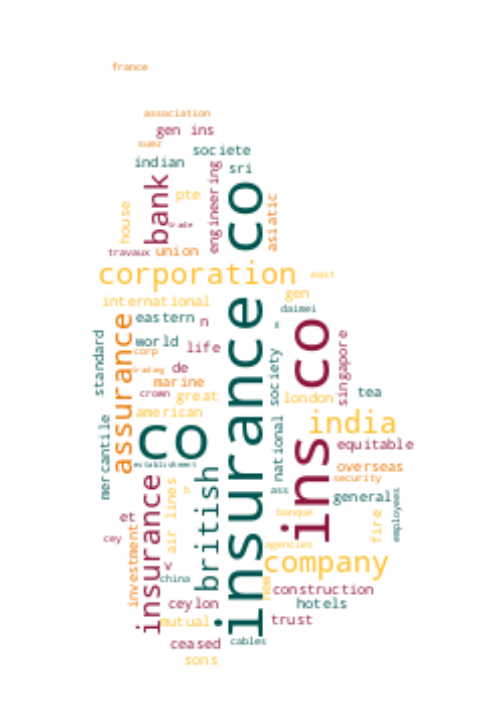 france
association
gen ins
suez
societe
indian
sri
engineering
bank
pte
house
asiatic
trade
co
travaux
union
corporation
east
international
gen
eastern
n
daimei
insurance co
standard
world
corp
life
assurance
ins co
singapore
society
trading
de
marine
crown
great
tea
london
american
india
mercantile
co
national
equitable
establishment
overseas
security
british
insurance
air lines
ass
general
employees
banque
fire
et
investment
cey
agencies
v
company
china
new
construction
ceylon
hotels
mutual
trust
ceased
cables
sons